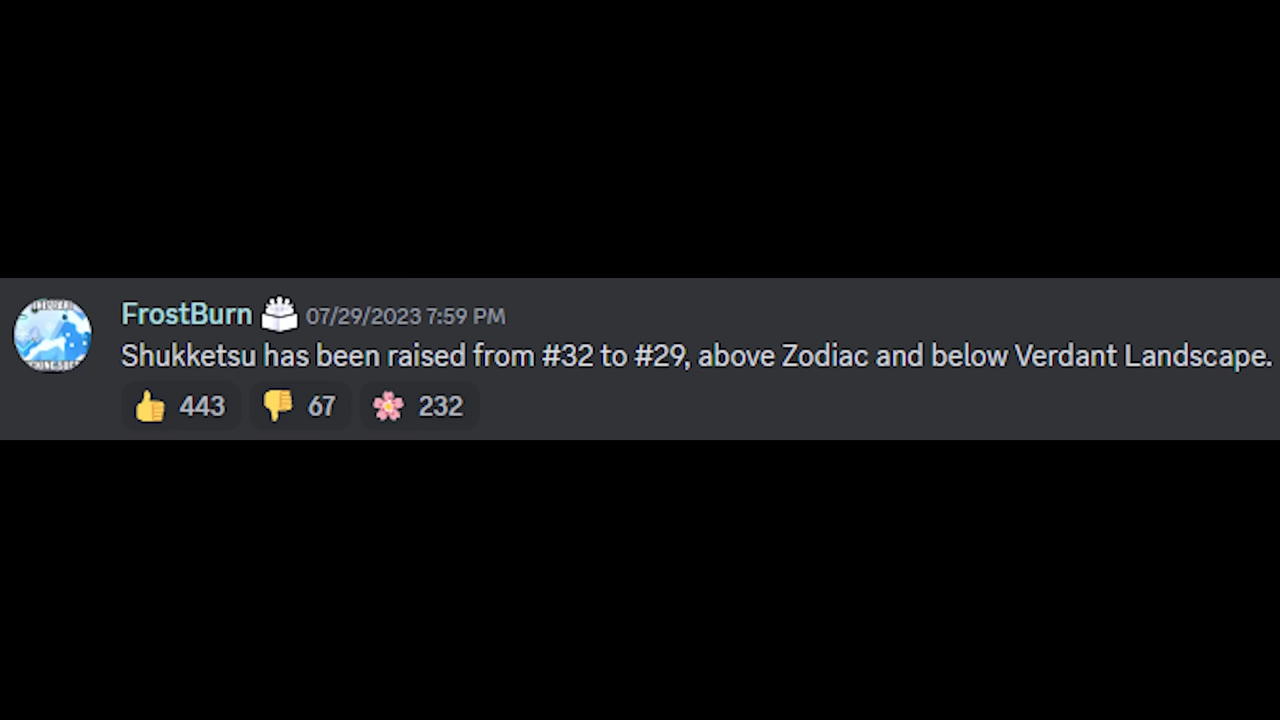 FrostBurn 07/29/2023 7:59 PM
Shukketsu has been raised from #32 to #29, above Zodiac and below Verdant Landscape.
👍 443 👎 67 🌸 232